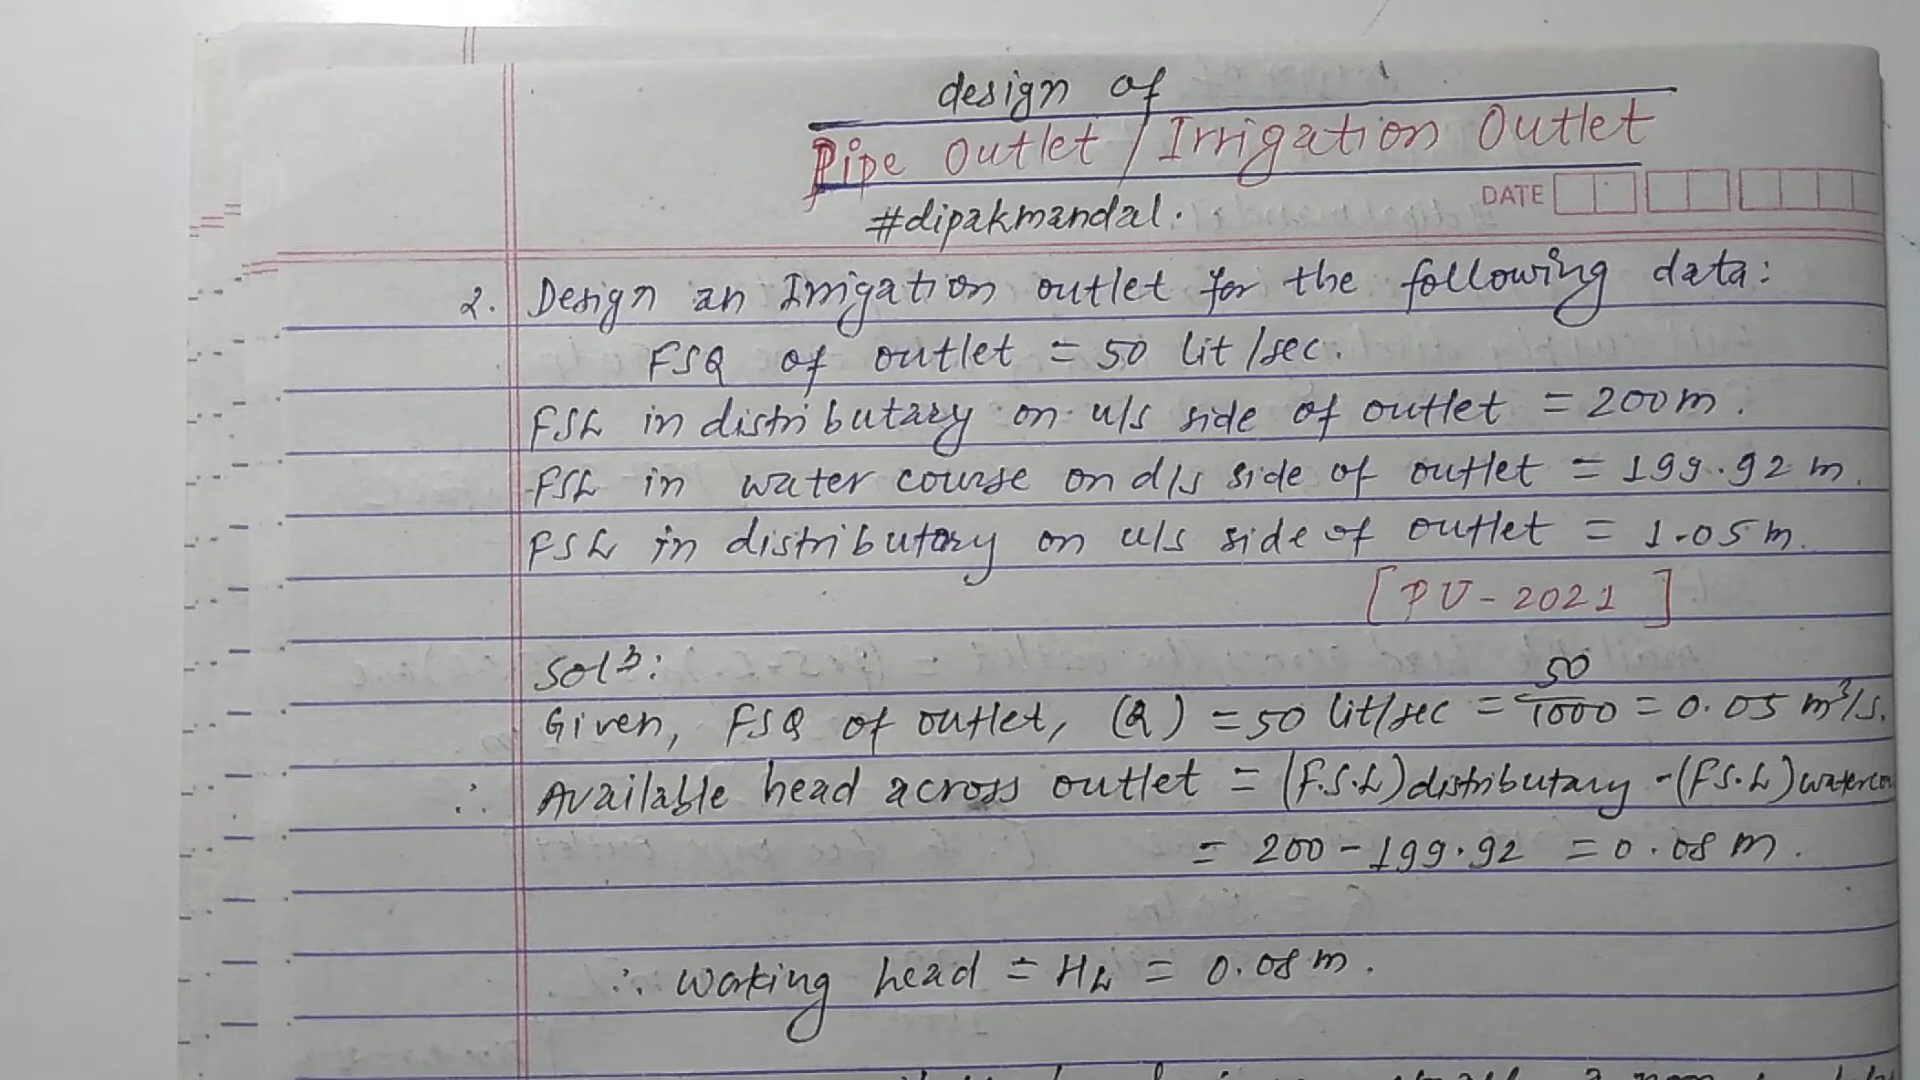 design of
Pipe Outlet / Irrigation Outlet
DATE
#dipakmandal.
2. Design an Irrigation outlet for the following data:
FSQ of outlet = 50 lit/sec.
FSL in distributary on u/s side of outlet = 200m.
FSL in water course on d/s side of outlet = 199.92 m.
FSL in distributary on u/s side of outlet = 1.05m.
[PU-2021]
Solⁿ:
Given, FSQ of outlet, (Q) = 50 lit/sec = 50/1000 = 0.05 m³/s.
∴ Available head across outlet = (F.S.L) distributary - (F.S.L)
= 200 - 199.92 = 0.08 m.
∴ Working head = HL = 0.08 m.